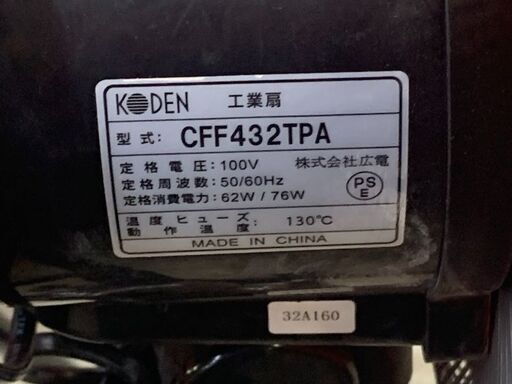 KODEN 工業扇
型式: CFF432TPA
定格電圧:100V 株式会社広電
定格周波数:50/60Hz
定格消費電力:62W / 76W
PS
E
温度ヒューズ
動作温度: 130℃
MADE IN CHINA
32A160